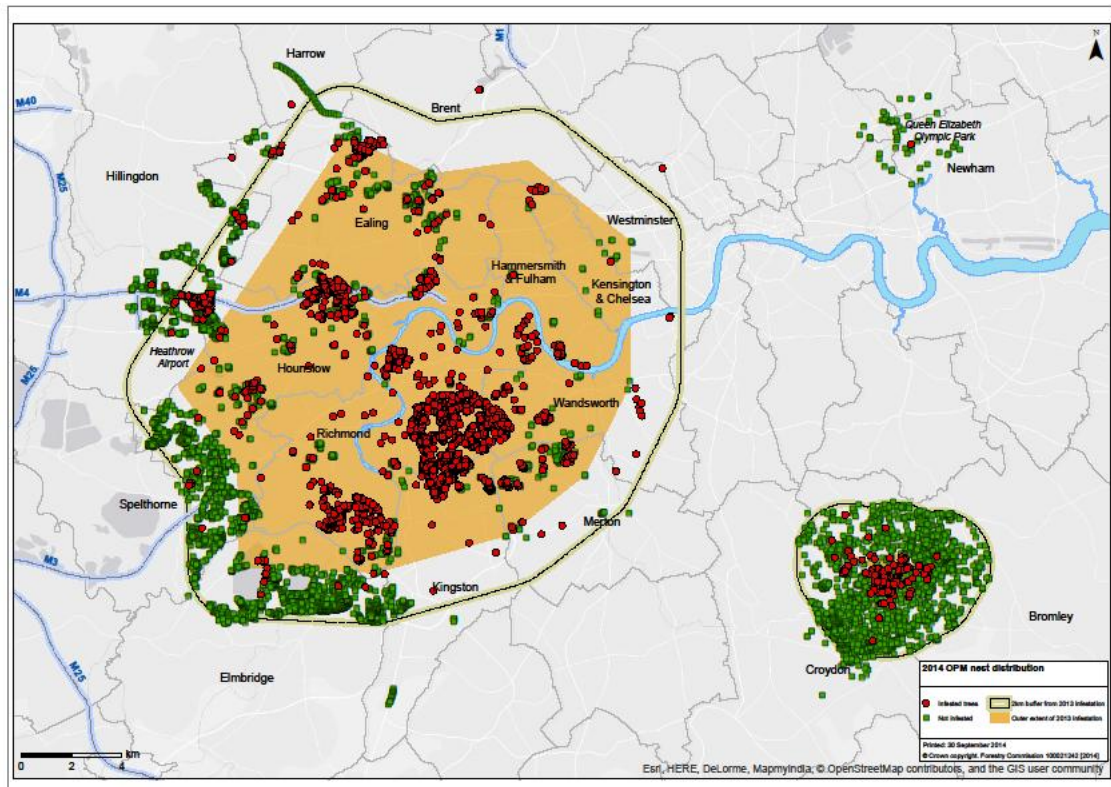 Harrow
M1
N
M40
Brent
Queen Elizabeth
Olympic Park
Newham
Hillingdon
M25
Ealing
Westminster
Hammersmith
& Fulham
Kensington
& Chelsea
M4
Heathrow
Airport
Hounslow
M25
Wandsworth
Richmond
Spelthorne
Merton
M3
Kingston
Bromley
Elmbridge
Croydon
M25
2014 OPM nest distribution
Infested trees
2km buffer from 2013 infestation
Not infested
Outer extent of 2013 infestation
Printed: 30 September 2014
© Crown copyright. Forestry Commission 100021242 [2014]
km
0 2 4
Esri, HERE, DeLorme, MapmyIndia, © OpenStreetMap contributors, and the GIS user community